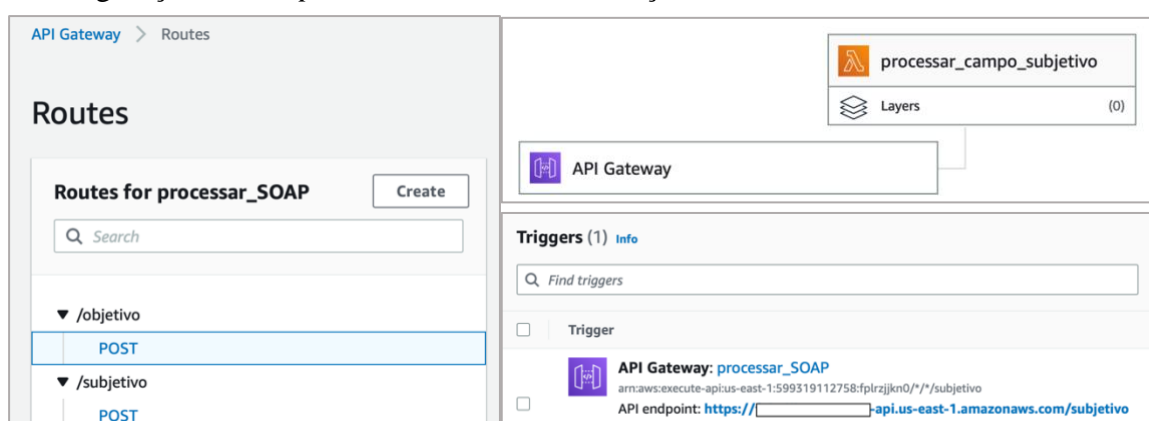 API Gateway > Routes
Routes
Routes for processar_SOAP
Create
Search
/objetivo
POST
/subjetivo
POST
processar_campo_subjetivo
Layers (0)
API Gateway
Triggers (1) Info
Find triggers
Trigger
API Gateway: processar_SOAP
arn:aws:execute-api:us-east-1:599319112758:fplrzjjkn0/*/*/subjetivo
API endpoint: https:// -api.us-east-1.amazonaws.com/subjetivo